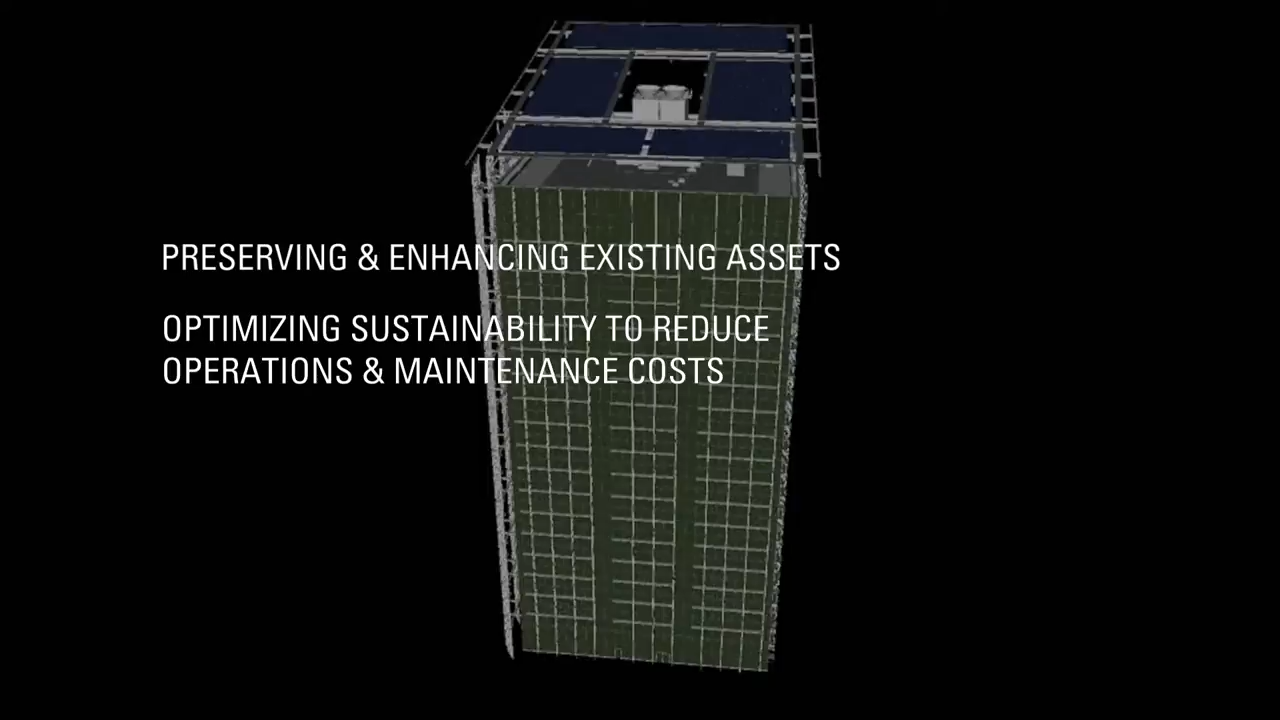 PRESERVING & ENHANCING EXISTING ASSETS
OPTIMIZING SUSTAINABILITY TO REDUCE
OPERATIONS & MAINTENANCE COSTS